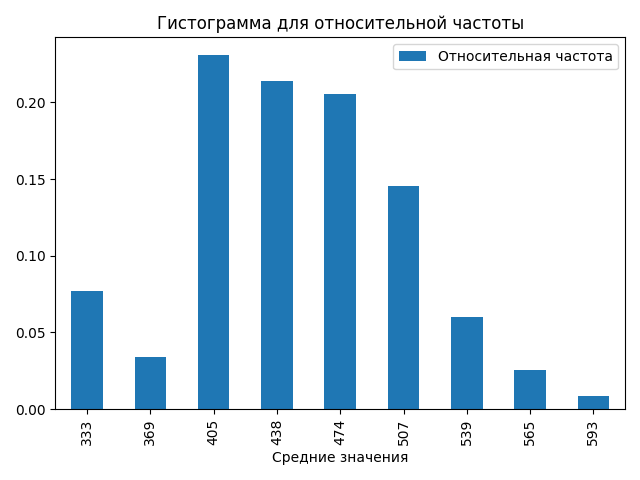 Гистограмма для относительной частоты
Относительная частота
0.20
0.15
0.10
0.05
0.00
333 369 405 438 474 507 539 565 593
Средние значения